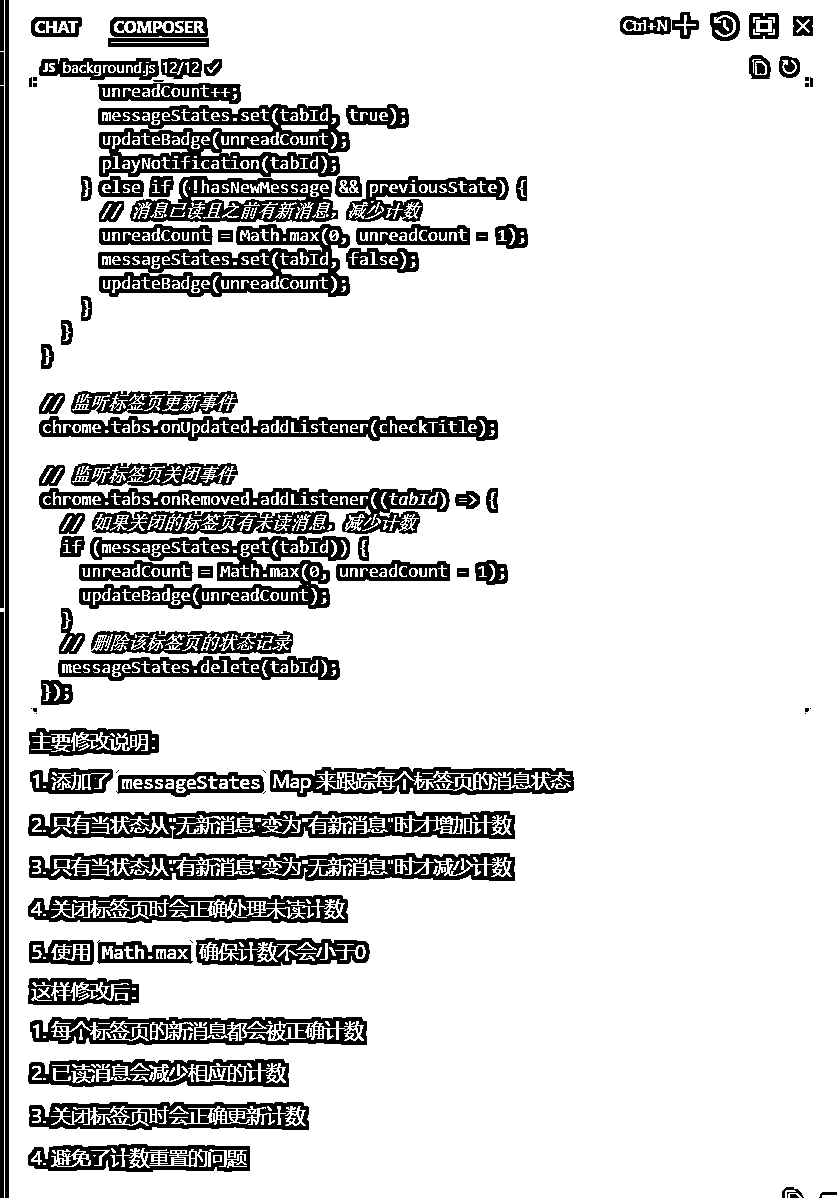 CHAT COMPOSER Ctrl+N
JS background.js 12/12 ✓
unreadCount++;
messageStates.set(tabId, true);
updateBadge(unreadCount);
playNotification(tabId);
} else if (!hasNewMessage && previousState) {
// 消息已读且之前有新消息，减少计数
unreadCount = Math.max(0, unreadCount - 1);
messageStates.set(tabId, false);
updateBadge(unreadCount);
}
}
}
// 监听标签页更新事件
chrome.tabs.onUpdated.addListener(checkTitle);
// 监听标签页关闭事件
chrome.tabs.onRemoved.addListener((tabId) => {
// 如果关闭的标签页有未读消息，减少计数
if (messageStates.get(tabId)) {
unreadCount = Math.max(0, unreadCount - 1);
updateBadge(unreadCount);
}
// 删除该标签页的状态记录
messageStates.delete(tabId);
});
主要修改说明：
1. 添加了 messageStates Map 来跟踪每个标签页的消息状态
2. 只有当状态从"无新消息"变为"有新消息"时才增加计数
3. 只有当状态从"有新消息"变为"无新消息"时才减少计数
4. 关闭标签页时会正确处理未读计数
5. 使用 Math.max 确保计数不会小于0
这样修改后：
1. 每个标签页的新消息都会被正确计数
2. 已读消息会减少相应的计数
3. 关闭标签页时会正确更新计数
4. 避免了计数重置的问题